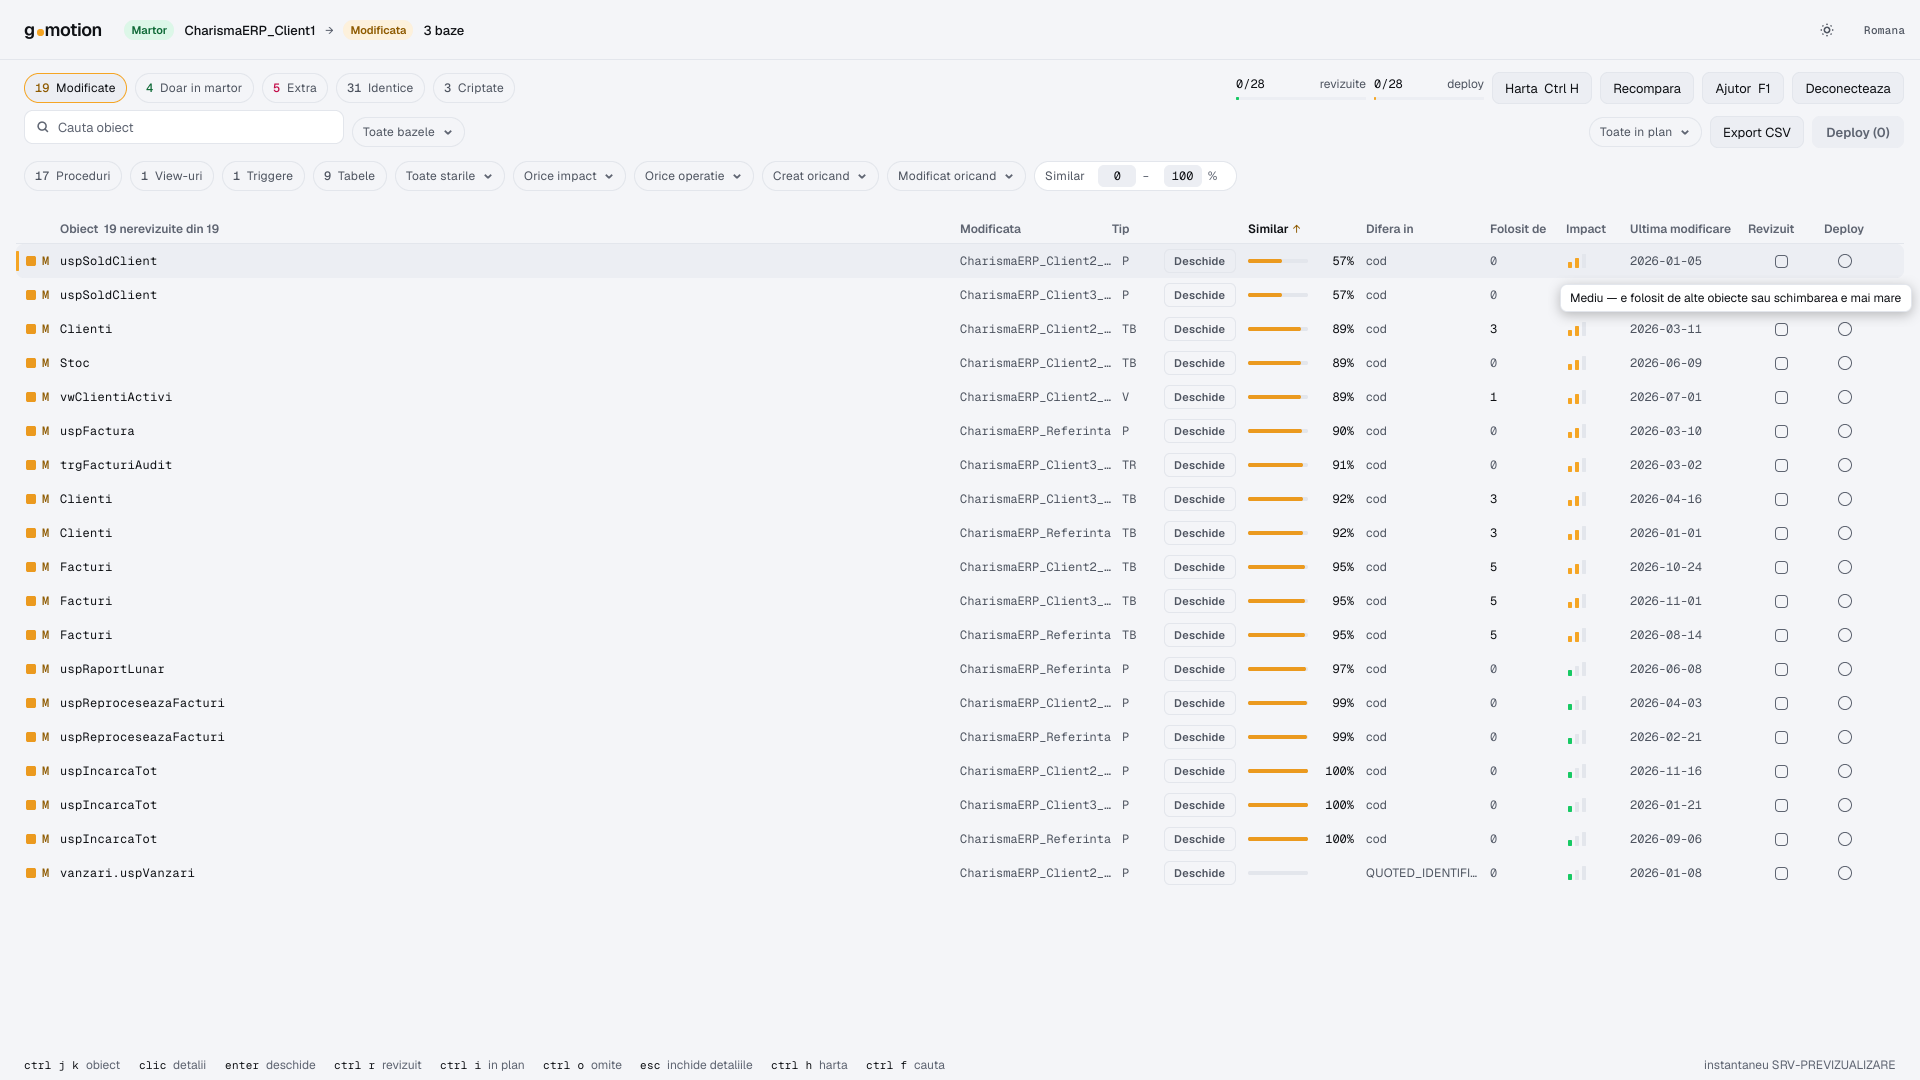 g motion Martor CharismaERP_Client1 → Modificata 3 baze Romana
19 Modificate 4 Doar in martor 5 Extra 31 Identice 3 Criptate 0/28 revizuite 0/28 deploy Harta Ctrl H Recompara Ajutor F1 Deconecteaza
Cauta obiect Toate bazele Toate in plan Export CSV Deploy (0)
17 Proceduri 1 View-uri 1 Triggere 9 Tabele Toate starile Orice impact Orice operatie Creat oricand Modificat oricand Similar 0 – 100 %
Obiect 19 nerevizuite din 19 Modificata Tip Similar ↑ Difera in Folosit de Impact Ultima modificare Revizuit Deploy
M uspSoldClient CharismaERP_Client2_… P Deschide 57% cod 0 2026-01-05
M uspSoldClient CharismaERP_Client3_… P Deschide 57% cod 0
Mediu — e folosit de alte obiecte sau schimbarea e mai mare
M Clienti CharismaERP_Client2_… TB Deschide 89% cod 3 2026-03-11
M Stoc CharismaERP_Client2_… TB Deschide 89% cod 0 2026-06-09
M vwClientiActivi CharismaERP_Client2_… V Deschide 89% cod 1 2026-07-01
M uspFactura CharismaERP_Referinta P Deschide 90% cod 0 2026-03-10
M trgFacturiAudit CharismaERP_Client3_… TR Deschide 91% cod 0 2026-03-02
M Clienti CharismaERP_Client3_… TB Deschide 92% cod 3 2026-04-16
M Clienti CharismaERP_Referinta TB Deschide 92% cod 3 2026-01-01
M Facturi CharismaERP_Client2_… TB Deschide 95% cod 5 2026-10-24
M Facturi CharismaERP_Client3_… TB Deschide 95% cod 5 2026-11-01
M Facturi CharismaERP_Referinta TB Deschide 95% cod 5 2026-08-14
M uspRaportLunar CharismaERP_Referinta P Deschide 97% cod 0 2026-06-08
M uspReproceseazaFacturi CharismaERP_Client2_… P Deschide 99% cod 0 2026-04-03
M uspReproceseazaFacturi CharismaERP_Referinta P Deschide 99% cod 0 2026-02-21
M uspIncarcaTot CharismaERP_Client2_… P Deschide 100% cod 0 2026-11-16
M uspIncarcaTot CharismaERP_Client3_… P Deschide 100% cod 0 2026-01-21
M uspIncarcaTot CharismaERP_Referinta P Deschide 100% cod 0 2026-09-06
M vanzari.uspVanzari CharismaERP_Client2_… P Deschide QUOTED_IDENTIFI… 0 2026-01-08
ctrl j k obiect clic detalii enter deschide ctrl r revizuit ctrl i in plan ctrl o omite esc inchide detaliile ctrl h harta ctrl f cauta instantaneu SRV-PREVIZUALIZARE